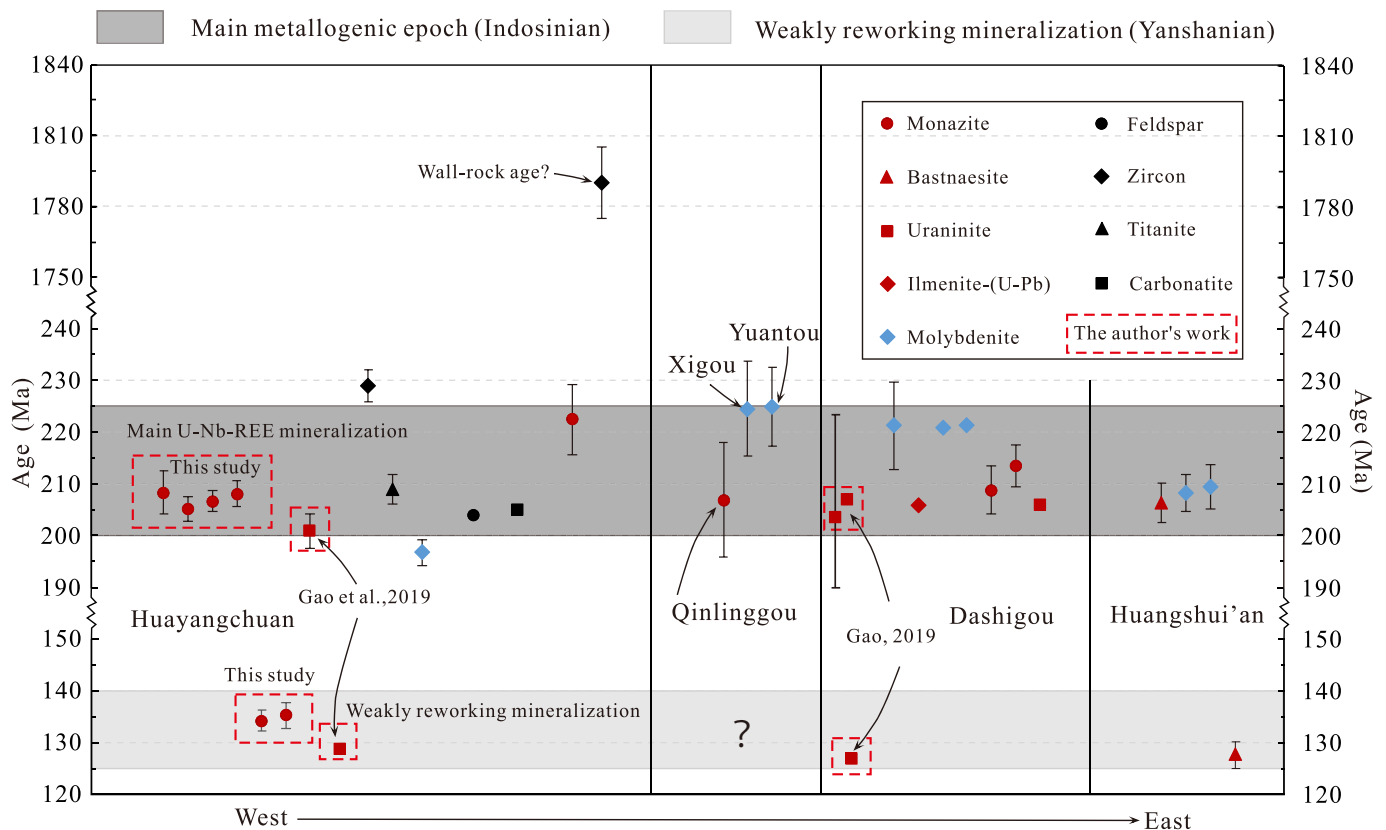 Main metallogenic epoch (Indosinian)
Weakly reworking mineralization (Yanshanian)
1840
1810
1780
1750
240
230
220
210
200
190
150
140
130
120
Age (Ma)
1840
1810
1780
1750
240
230
220
210
200
190
150
140
130
120
Age (Ma)
Monazite
Feldspar
Bastnaesite
Zircon
Uraninite
Titanite
Ilmenite-(U-Pb)
Carbonatite
Molybdenite
The author's work
Wall-rock age?
Yuantou
Xigou
Main U-Nb-REE mineralization
This study
Gao et al.,2019
Huayangchuan
Qinlinggou
Dashigou
Huangshui’an
Gao, 2019
This study
Weakly reworking mineralization
?
West
East